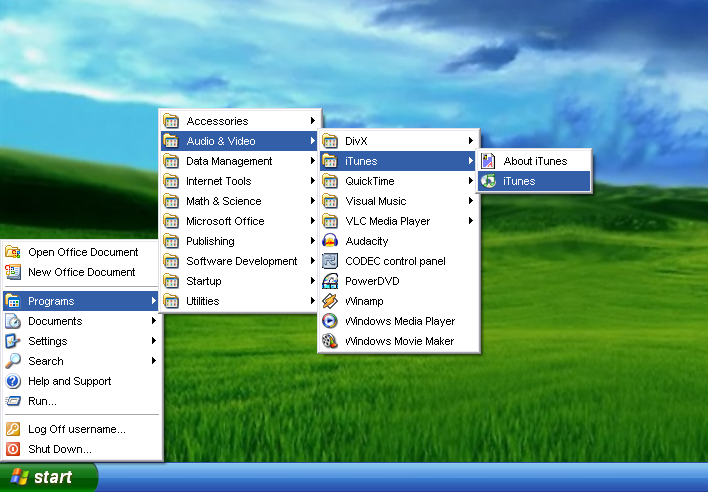 Accessories
Audio & Video
Data Management
Internet Tools
Math & Science
Microsoft Office
Publishing
Software Development
Startup
Utilities
DivX
iTunes
QuickTime
Visual Music
VLC Media Player
Audacity
CODEC control panel
PowerDVD
Winamp
Windows Media Player
Windows Movie Maker
About iTunes
iTunes
Open Office Document
New Office Document
Programs
Documents
Settings
Search
Help and Support
Run...
Log Off username...
Shut Down...
start